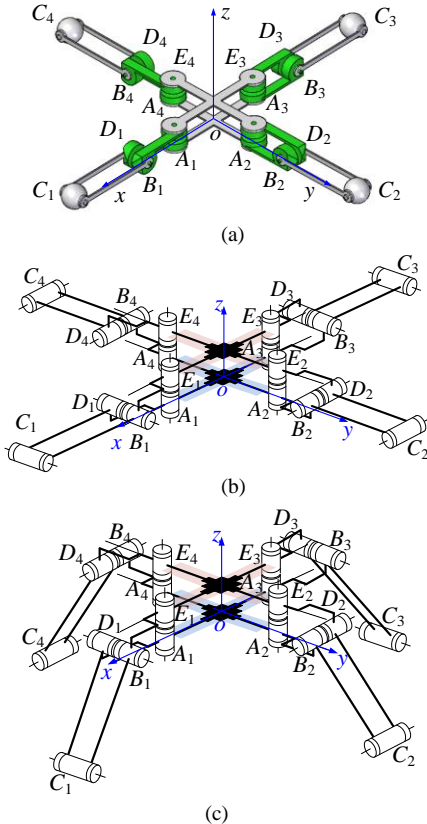 z
C4 C3
D4 E4 E3 D3
B4 A4 A3 B3
D1 o D2
A1 A2
C1 B1 x B2 y C2
(a)
z
C4 B4 C3
D4 E4 E3 D3
A4 A3 B3
E1 E2
C1 D1 o D2
x B1 A1 A2 B2 y C2
(b)
z
D4 B4 E4 E3 D3 B3
A4 A3
C4 D1 E1 E2 D2 C3
o
x B1 A1 A2 B2 y
C1 C2
(c)